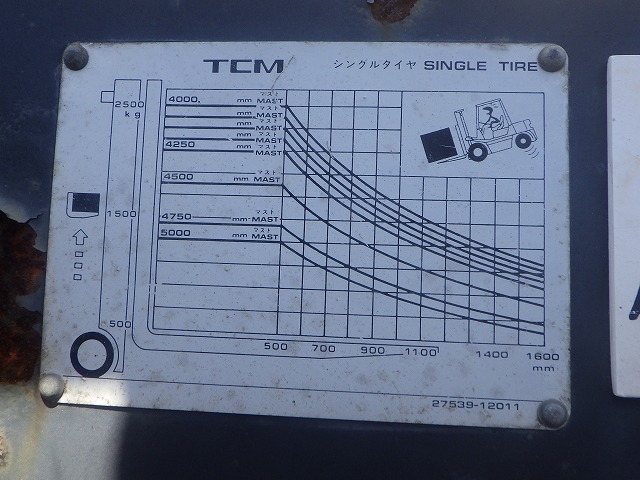 TCM シングルタイヤ SINGLE TIRE
2500
kg
1500
500
マスト
4000 mm MAST
マスト
mm MAST
マスト
mm MAST
マスト
mm MAST
マスト
4250 mm MAST
マスト
4500 mm MAST
マスト
4750 mm MAST
マスト
5000 mm MAST
500 700 900 1100 1400 1600
mm
27539-12011